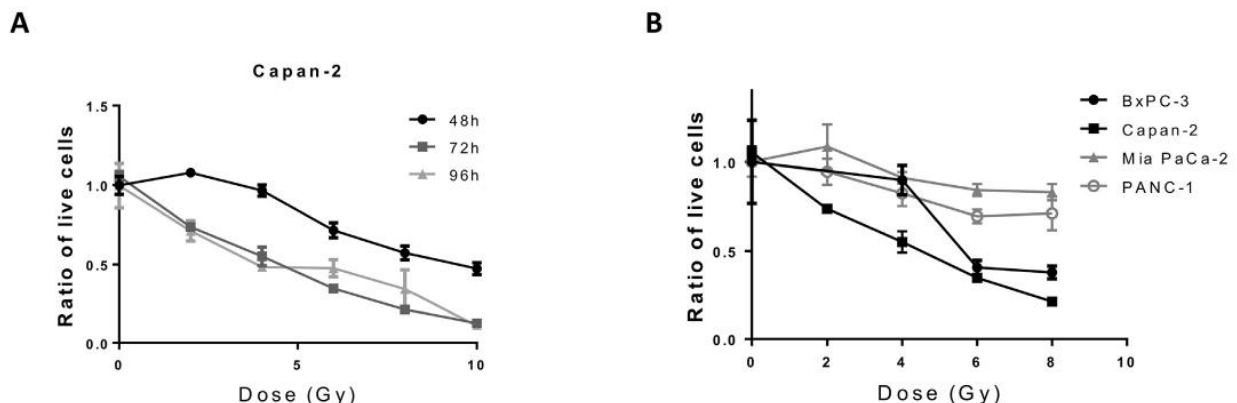 A
Capan-2
Ratio of live cells
1.5
1.0
0.5
0.0
0
5
10
Dose (Gy)
48h
72h
96h
B
Ratio of live cells
1.0
0.5
0.0
0
2
4
6
8
10
Dose (Gy)
BxPC-3
Capan-2
Mia PaCa-2
PANC-1